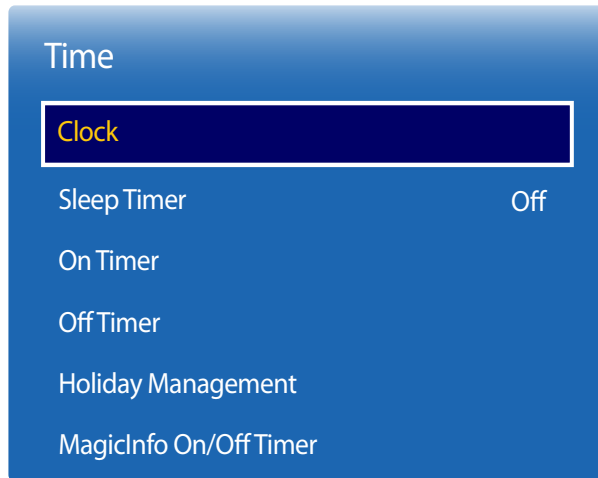 Time
Clock
Sleep Timer Off
On Timer
Off Timer
Holiday Management
MagicInfo On/Off Timer